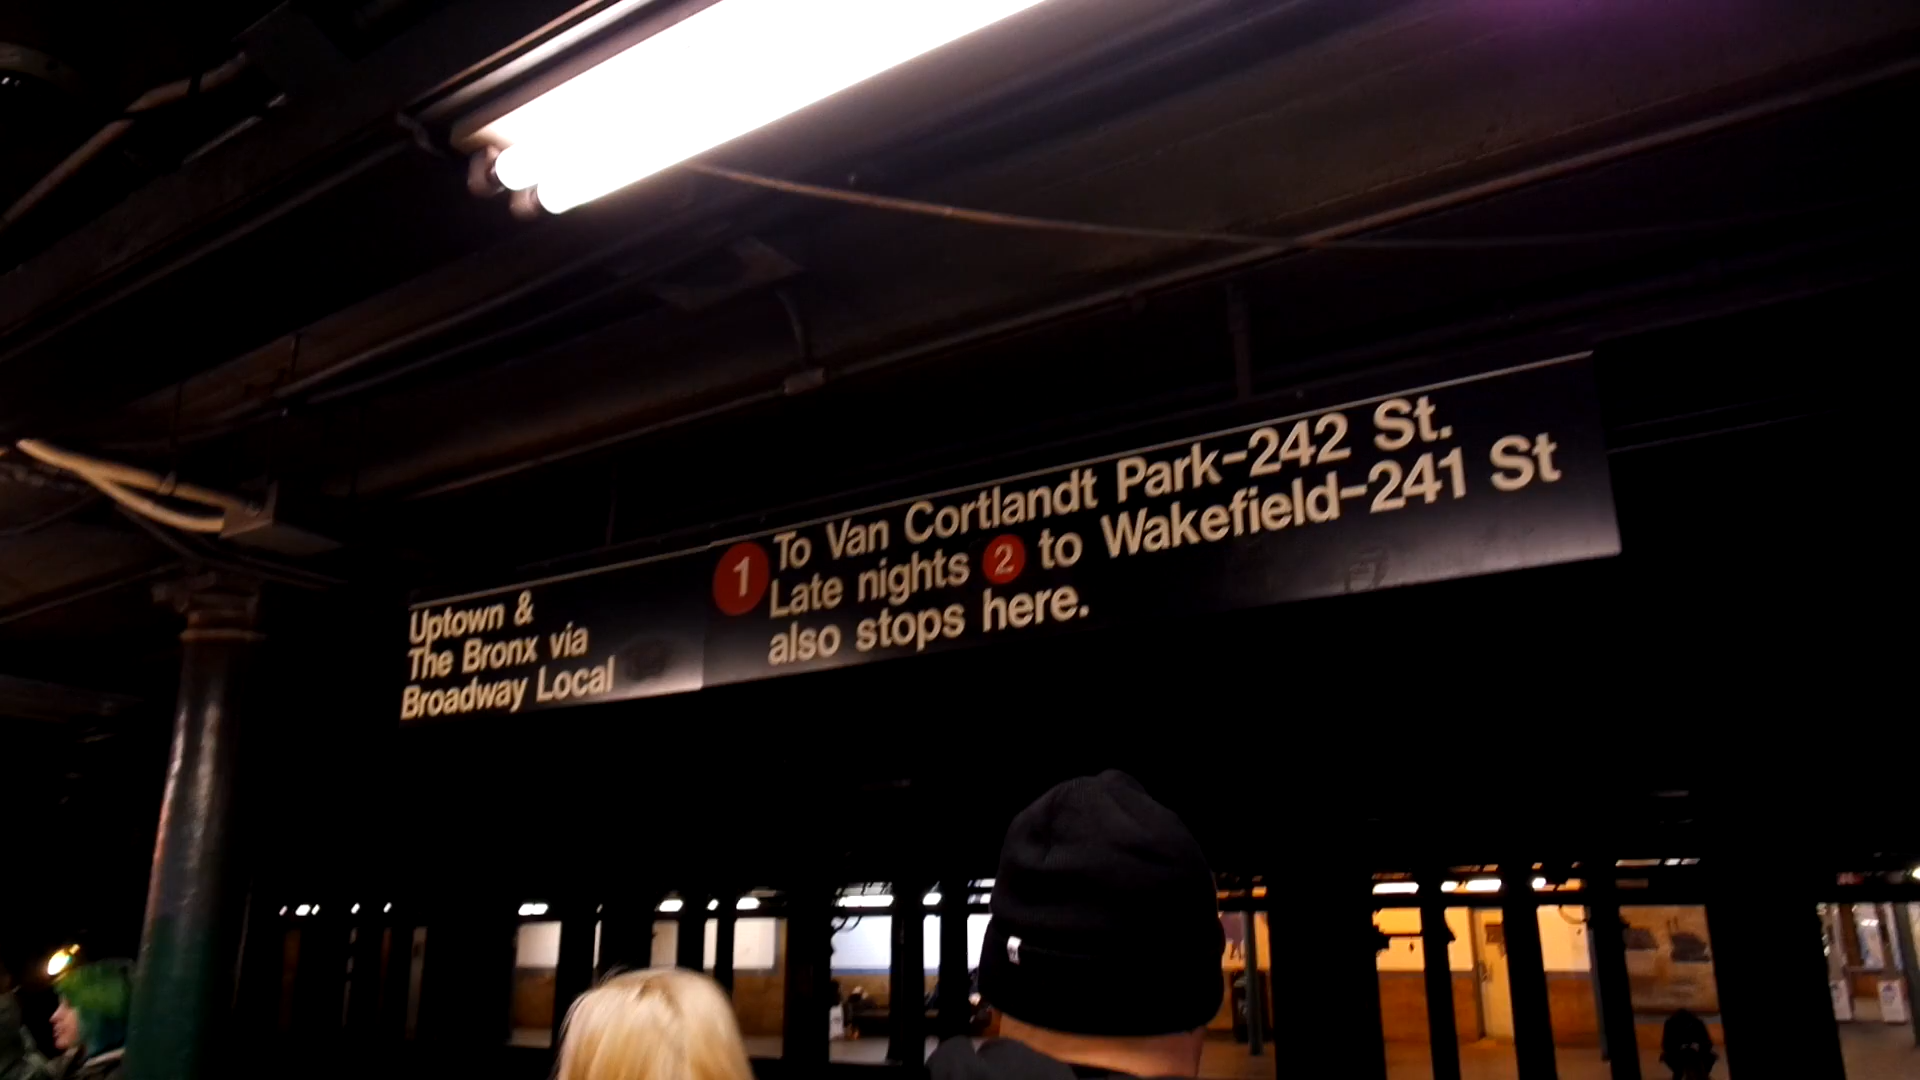 Uptown &
The Bronx via
Broadway Local
1 To Van Cortlandt Park-242 St.
Late nights 2 to Wakefield-241 St
also stops here.